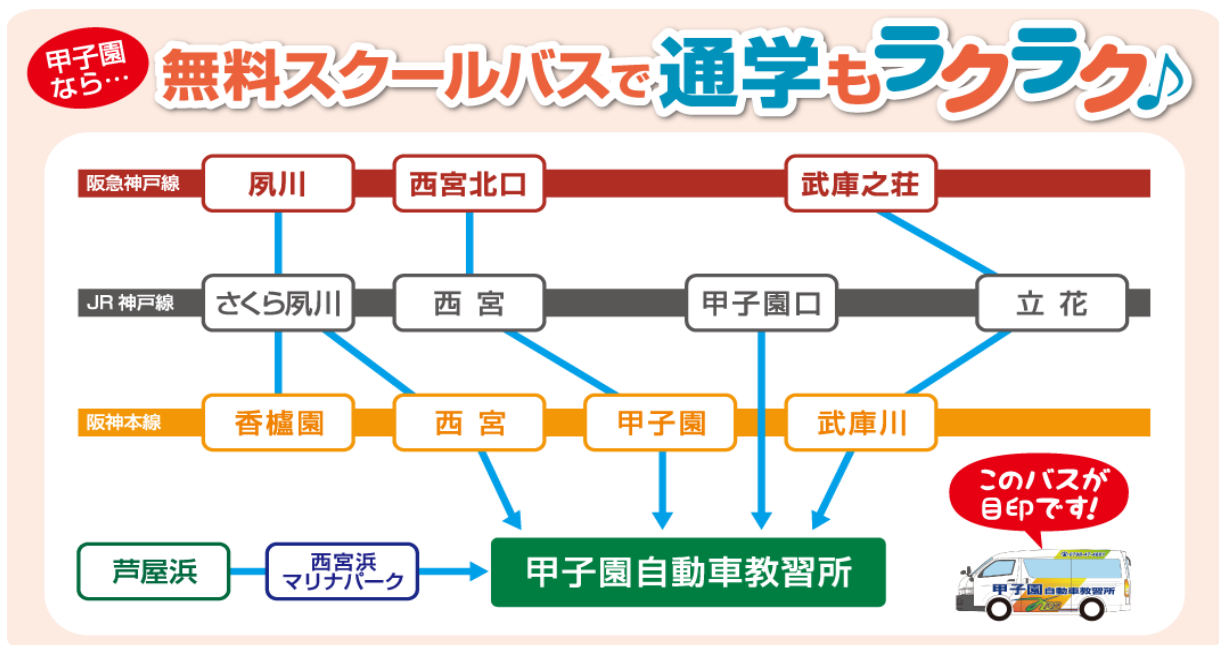 甲子園
なら…
無料スクールバスで通学もラクラク♪
阪急神戸線
夙川
西宮北口
武庫之荘
JR神戸線
さくら夙川
西宮
甲子園口
立花
阪神本線
香櫨園
西宮
甲子園
武庫川
このバスが
目印です!
芦屋浜
西宮浜
マリナパーク
甲子園自動車教習所
甲子園自動車教習所